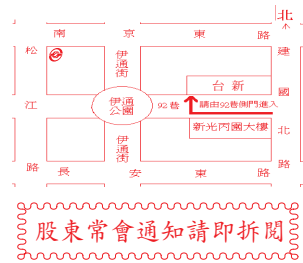 北
南京東路
松江路
伊通街
建國北路
台新
伊通公園
92巷
請由92巷側門進入
新光丙園大樓
伊通街
長安東路
股東常會通知請即拆閱